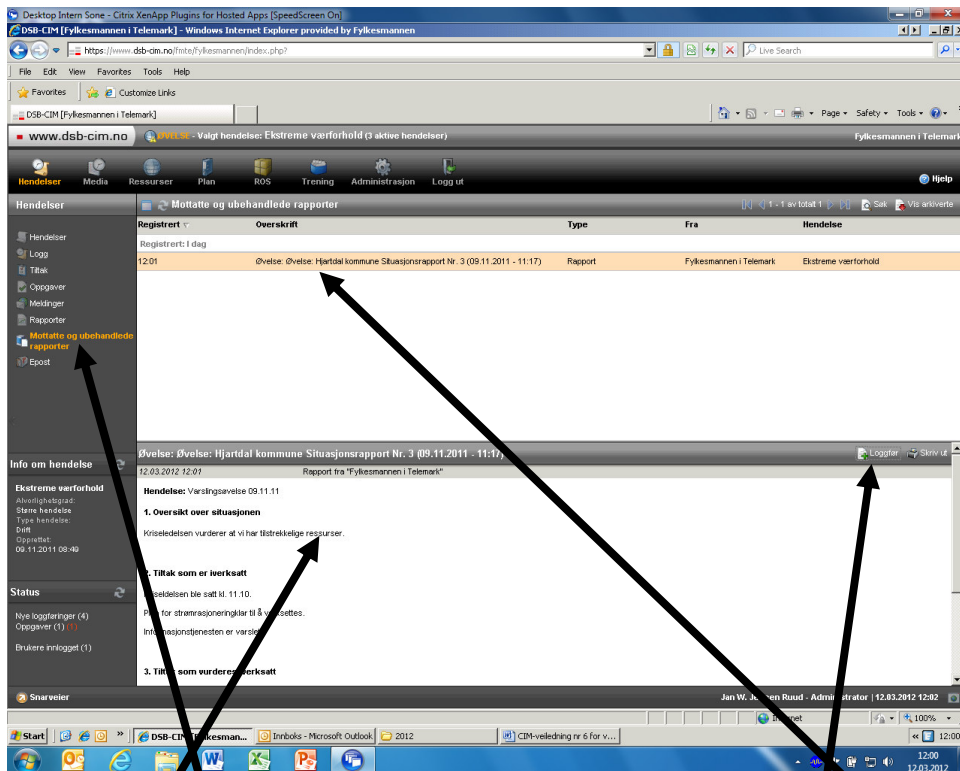 Desktop Intern Sone - Citrix XenApp Plugins for Hosted Apps [SpeedScreen On]
DSB-CIM [Fylkesmannen i Telemark] - Windows Internet Explorer provided by Fylkesmannen
https://www.dsb-cim.no/fmte/fylkesmannen/index.php?
Live Search
File Edit View Favorites Tools Help
Favorites Customize Links
DSB-CIM [Fylkesmannen i Telemark]
Page Safety Tools
www.dsb-cim.no
ØVELSE - Valgt hendelse: Ekstreme værforhold (3 aktive hendelser)
Fylkesmannen i Telemark
Hendelser Media Ressurser Plan ROS Trening Administrasjon Logg ut
Hjelp
Hendelser
Mottatte og ubehandlede rapporter
1 - 1 av totalt 1
Søk Vis arkiverte
Registrert Overskrift Type Fra Hendelse
Registrert: I dag
12:01 Øvelse: Øvelse: Hjartdal kommune Situasjonsrapport Nr. 3 (09.11.2011 - 11:17) Rapport Fylkesmannen i Telemark Ekstreme værforhold
Hendelser
Logg
Tiltak
Oppgaver
Meldinger
Rapporter
Mottatte og ubehandlede
rapporter
Epost
Info om hendelse
Ekstreme værforhold
Alvorlighetsgrad:
Større hendelse
Type hendelse:
Drift
Opprettet:
09.11.2011 08:49
Status
Nye loggføringer (4)
Oppgaver (1) (1)
Brukere innlogget (1)
Øvelse: Øvelse: Hjartdal kommune Situasjonsrapport Nr. 3 (09.11.2011 - 11:17)
Loggfør Skriv ut
12.03.2012 12:01 Rapport fra "Fylkesmannen i Telemark"
Hendelse: Varslingsøvelse 09.11.11
1. Oversikt over situasjonen
Kriseledelsen vurderer at vi har tilstrekkelige ressurser.
2. Tiltak som er iverksatt
ble satt kl. 11.10.
for strømrasjoneringklar til å
er
3. Tiltak som vurderes
Snarveier
Jan W. Ruud - Administrator | 12.03.2012 12:02
100%
Start
DSB-CIM
Innboks - Microsoft Outlook
2012
CIM-veiledning nr 6 for v...
12:00
12:00
12.03.2012